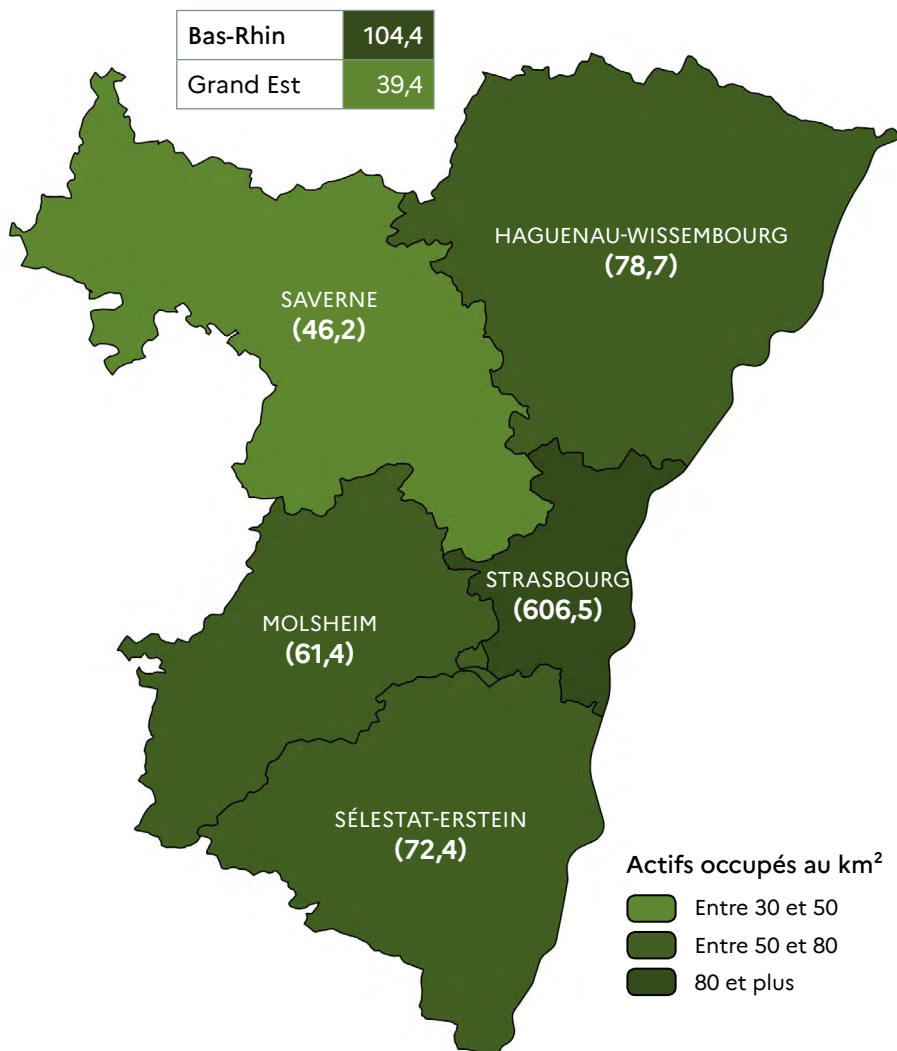 Bas-Rhin 104,4
Grand Est 39,4
HAGUENAU-WISSEMBOURG
(78,7)
SAVERNE
(46,2)
STRASBOURG
(606,5)
MOLSHEIM
(61,4)
SÉLESTAT-ERSTEIN
(72,4)
Actifs occupés au km²
Entre 30 et 50
Entre 50 et 80
80 et plus